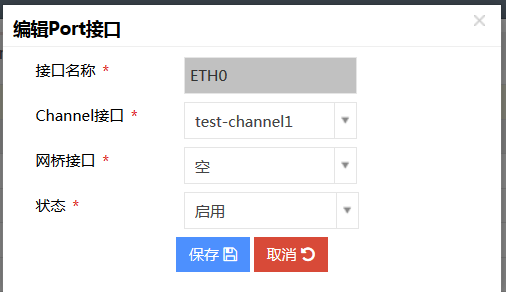 编辑Port接口
接口名称 *
ETH0
Channel接口 *
test-channel1
网桥接口 *
空
状态 *
启用
保存 取消